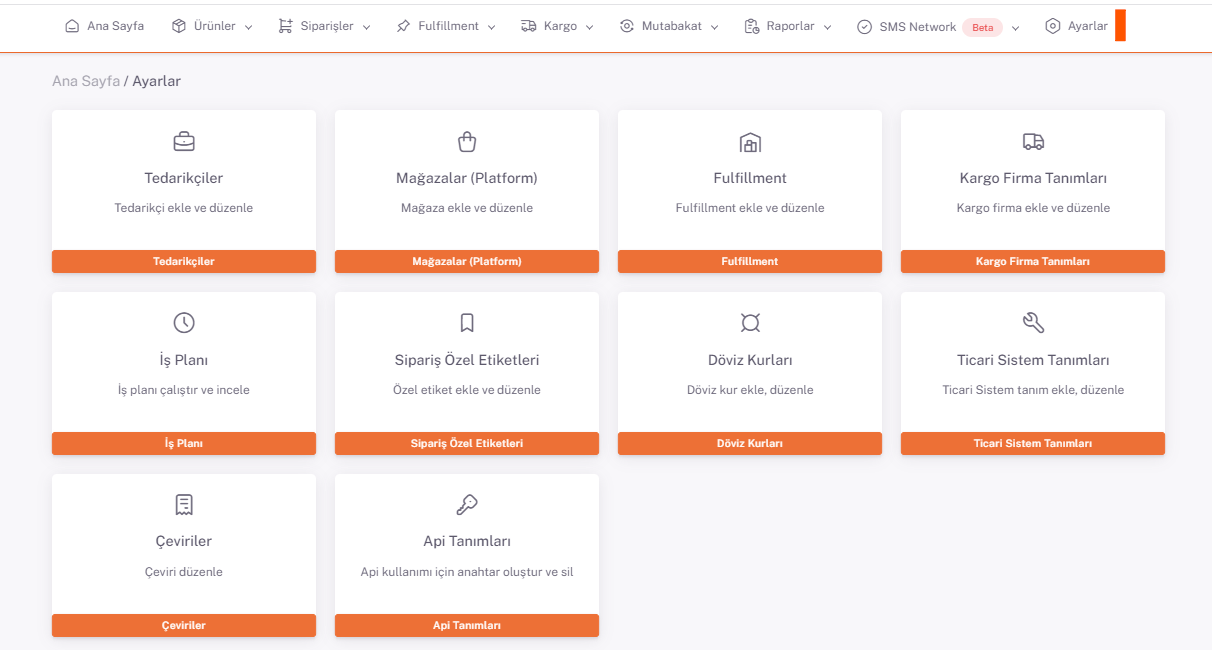 Ana Sayfa Ürünler Siparişler Fulfillment Kargo Mutabakat Raporlar SMS Network Beta Ayarlar
Ana Sayfa / Ayarlar
Tedarikçiler Mağazalar (Platform) Fulfillment Kargo Firma Tanımları
Tedarikçi ekle ve düzenle Mağaza ekle ve düzenle Fulfillment ekle ve düzenle Kargo firma ekle ve düzenle
Tedarikçiler Mağazalar (Platform) Fulfillment Kargo Firma Tanımları
İş Planı Sipariş Özel Etiketleri Döviz Kurları Ticari Sistem Tanımları
İş planı çalıştır ve incele Özel etiket ekle ve düzenle Döviz kur ekle, düzenle Ticari Sistem tanım ekle, düzenle
İş Planı Sipariş Özel Etiketleri Döviz Kurları Ticari Sistem Tanımları
Çeviriler Api Tanımları
Çeviri düzenle Api kullanımı için anahtar oluştur ve sil
Çeviriler Api Tanımları